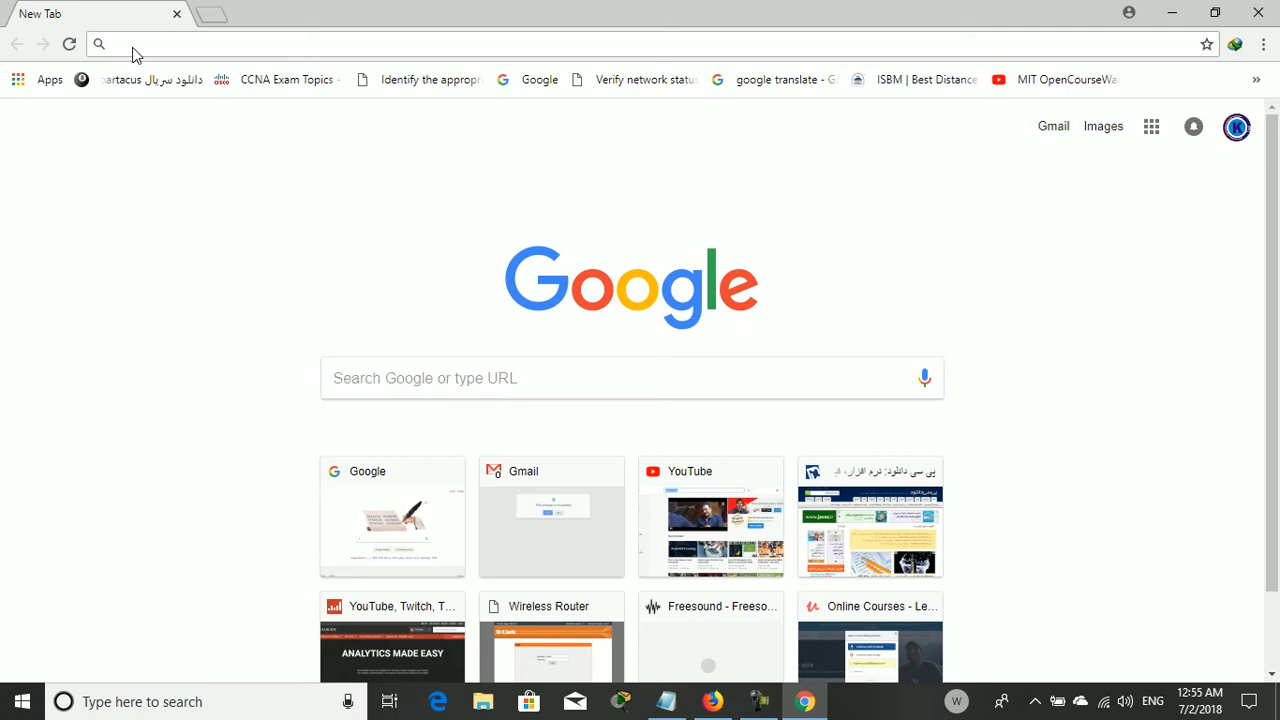 New Tab
Apps
دانلود سریال
CCNA Exam Topics -
Identify the appropri
Google
Verify network statu
google translate - G
ISBM | Best Distance
MIT OpenCourseWa
»
Gmail
Images
K
Google
Search Google or type URL
Google
Gmail
YouTube
پی سی دانلود: نرم افزار،
YouTube, Twitch, T...
Wireless Router
Freesound - Freeso...
Online Courses - Le...
ANALYTICS MADE EASY
D-Link
Type here to search
W
ENG
12:55 AM
7/2/2018